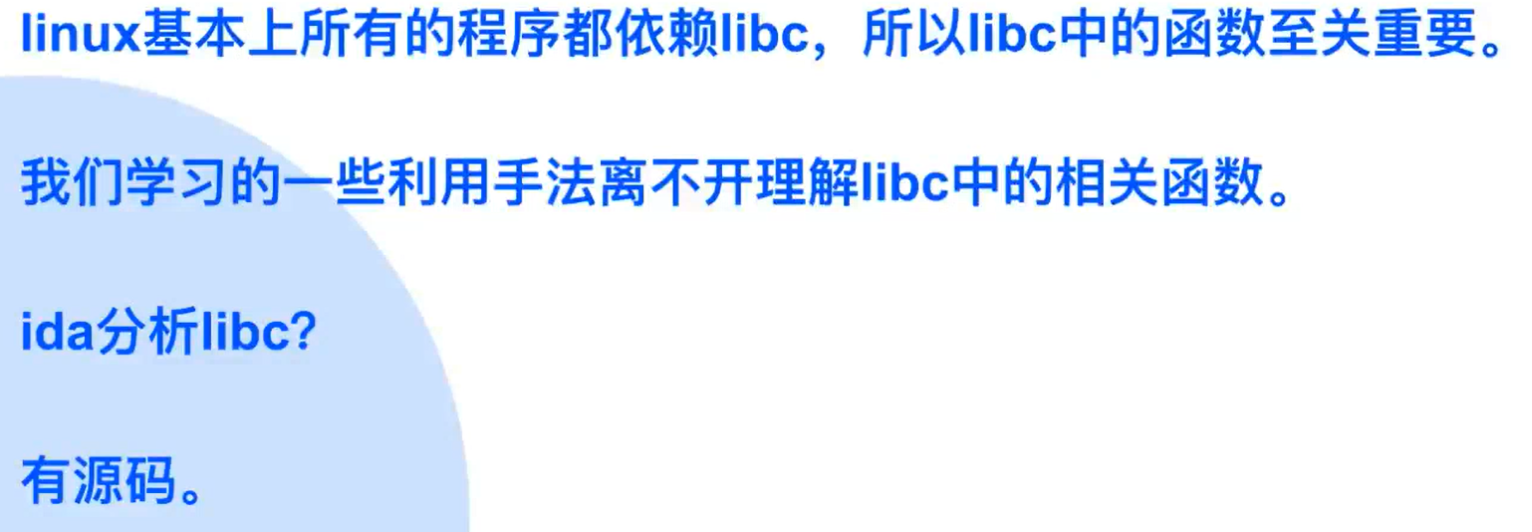 linux基本上所有的程序都依赖libc，所以libc中的函数至关重要。
我们学习的一些利用手法离不开理解libc中的相关函数。
ida分析libc？
有源码。